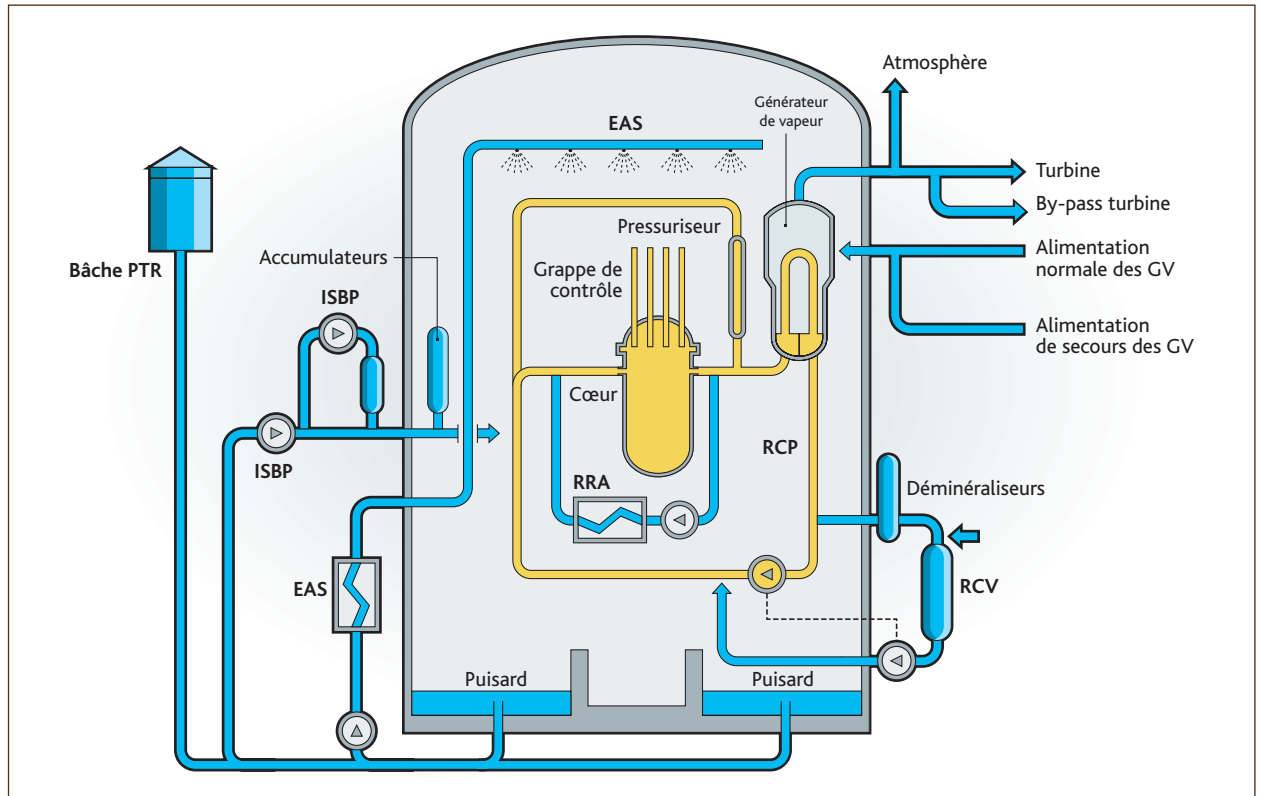 Atmosphère
Générateur
de vapeur
EAS
Turbine
By-pass turbine
Pressuriseur
Alimentation
normale des GV
Accumulateurs
Bâche PTR
Grappe de
contrôle
ISBP
Alimentation
de secours des GV
Cœur
RCP
ISBP
RRA
Déminéraliseurs
EAS
RCV
Puisard
Puisard